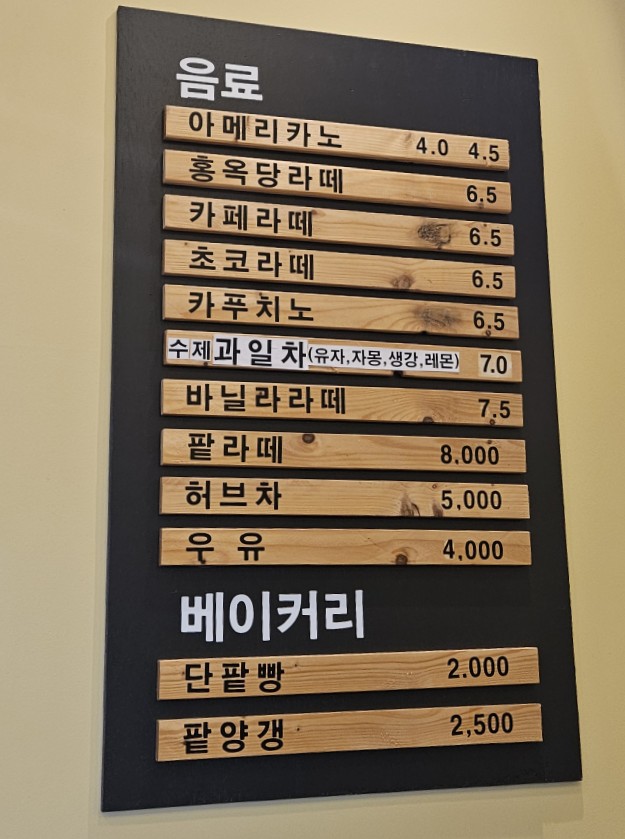 음료
아메리카노 4.0 4.5
홍옥당라떼 6.5
카페라떼 6.5
초코라떼 6.5
카푸치노 6.5
수제과일차(유자,자몽,생강,레몬) 7.0
바닐라라떼 7.5
팥라떼 8,000
허브차 5,000
우유 4,000
베이커리
단팥빵 2.000
팥양갱 2,500